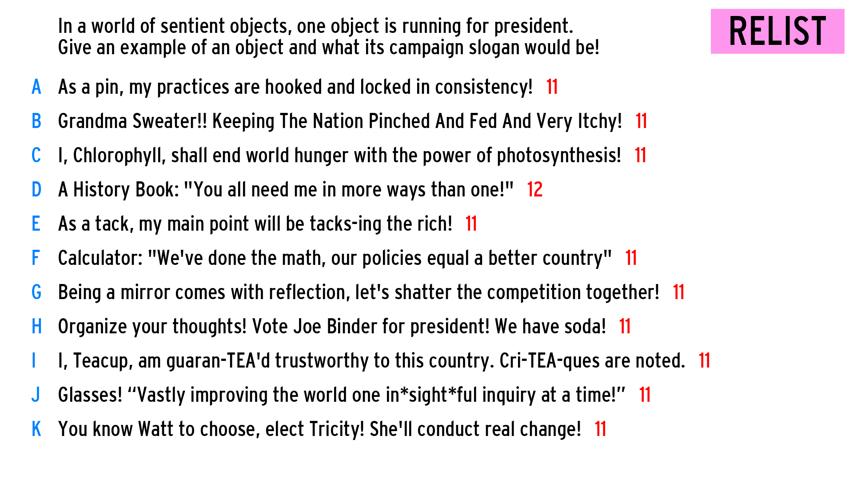 In a world of sentient objects, one object is running for president.
Give an example of an object and what its campaign slogan would be!
RELIST
A As a pin, my practices are hooked and locked in consistency! 11
B Grandma Sweater!! Keeping The Nation Pinched And Fed And Very Itchy! 11
C I, Chlorophyll, shall end world hunger with the power of photosynthesis! 11
D A History Book: "You all need me in more ways than one!" 12
E As a tack, my main point will be tacks-ing the rich! 11
F Calculator: "We've done the math, our policies equal a better country" 11
G Being a mirror comes with reflection, let's shatter the competition together! 11
H Organize your thoughts! Vote Joe Binder for president! We have soda! 11
I I, Teacup, am guaran-TEA'd trustworthy to this country. Cri-TEA-ques are noted. 11
J Glasses! “Vastly improving the world one in*sight*ful inquiry at a time!” 11
K You know Watt to choose, elect Tricity! She'll conduct real change! 11